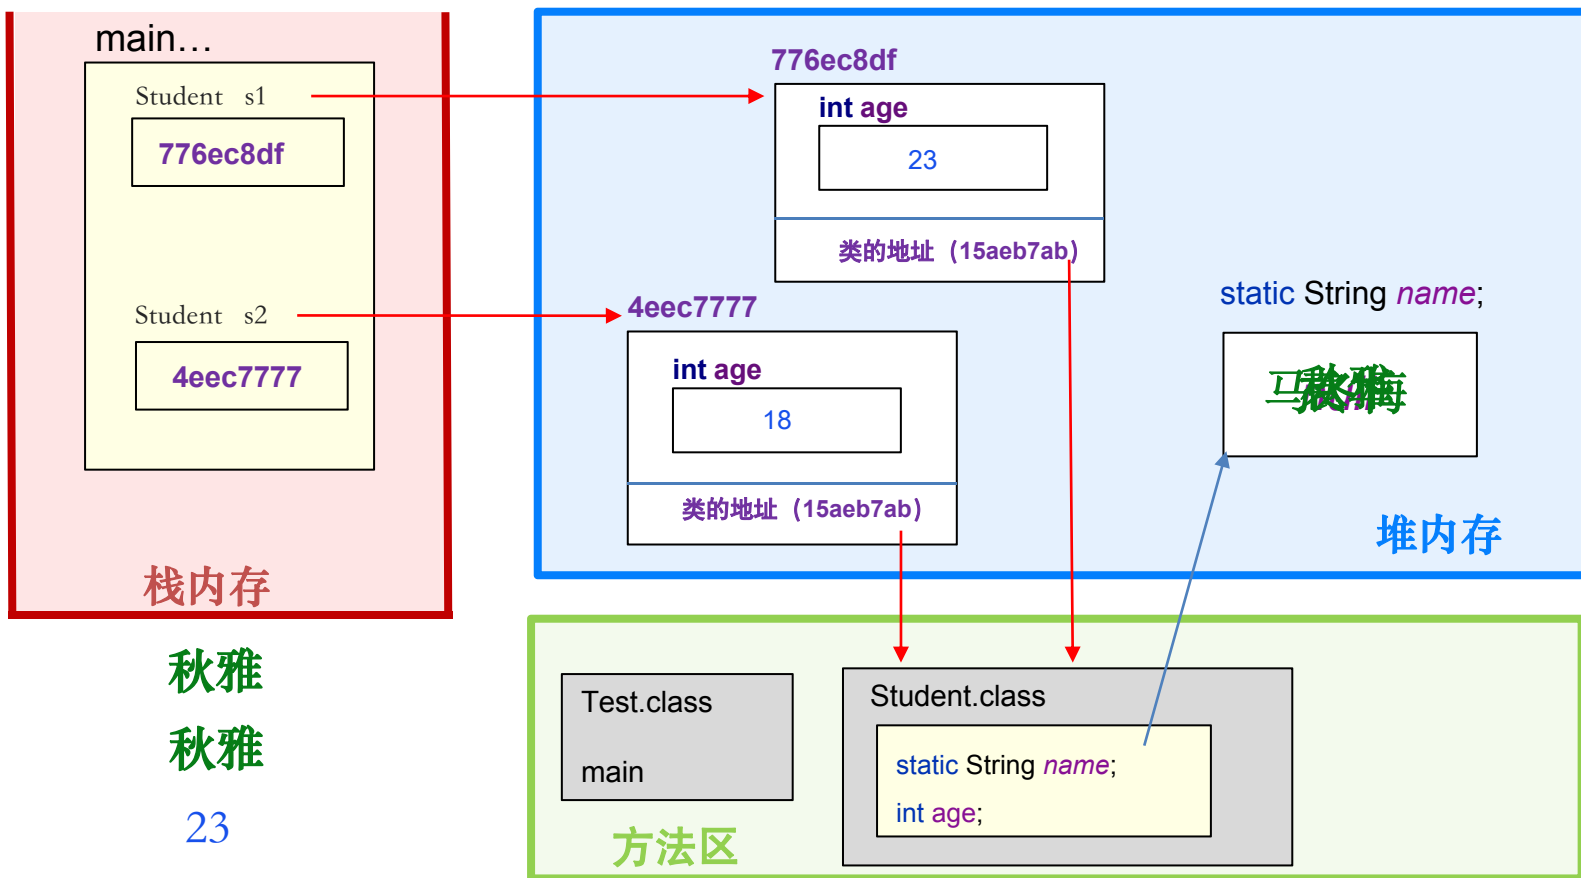 main…
Student s1
776ec8df
Student s2
4eec7777
栈内存
776ec8df
int age
23
类的地址（15aeb7ab）
4eec7777
int age
18
类的地址（15aeb7ab）
static String name;
秋雅
堆内存
秋雅
秋雅
23
Test.class
main
Student.class
static String name;
int age;
方法区